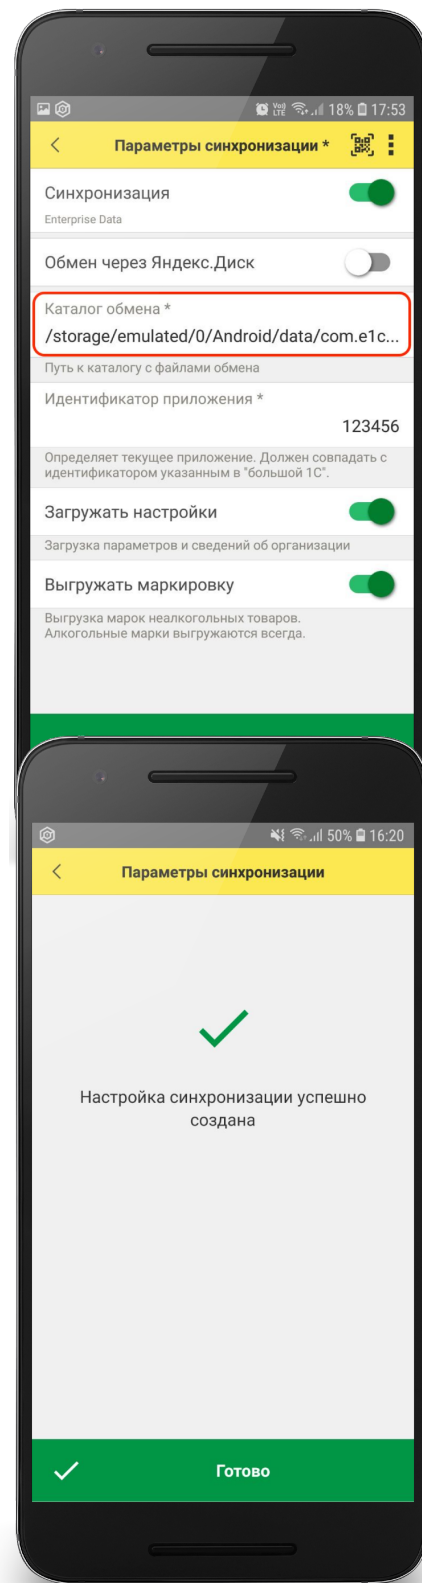 VoO LTE 18% 17:53
Параметры синхронизации *
Синхронизация
Enterprise Data
Обмен через Яндекс.Диск
Каталог обмена *
/storage/emulated/0/Android/data/com.e1c...
Путь к каталогу с файлами обмена
Идентификатор приложения *
123456
Определяет текущее приложение. Должен совпадать с
идентификатором указанным в "большой 1С".
Загружать настройки
Загрузка параметров и сведений об организации
Выгружать маркировку
Выгрузка марок неалкогольных товаров.
Алкогольные марки выгружаются всегда.
50% 16:20
Параметры синхронизации
Настройка синхронизации успешно
создана
Готово